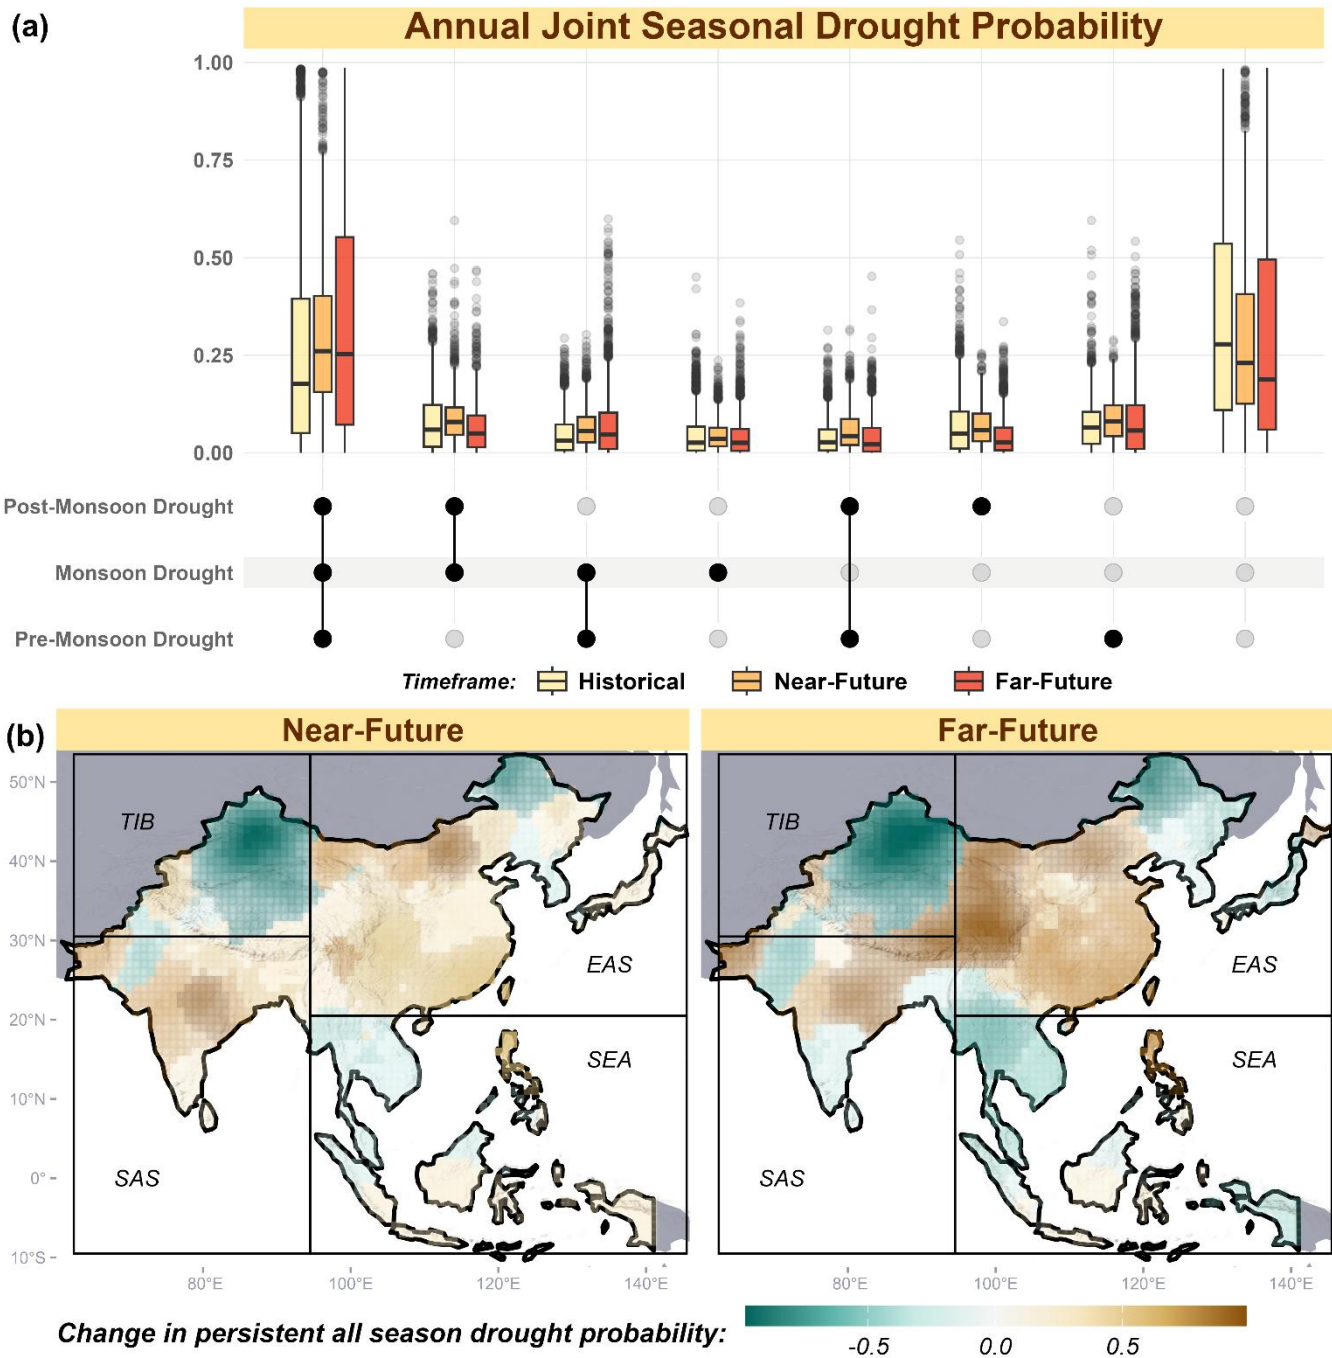 (a)
Annual Joint Seasonal Drought Probability
1.00
0.75
0.50
0.25
0.00
Post-Monsoon Drought
Monsoon Drought
Pre-Monsoon Drought
Timeframe: Historical Near-Future Far-Future
(b)
Near-Future Far-Future
50°N
TIB TIB
40°N
30°N
EAS EAS
20°N
SEA SEA
10°N
0°
SAS SAS
10°S
80°E 100°E 120°E 140°E 80°E 100°E 120°E 140°E
Change in persistent all season drought probability:
-0.5 0.0 0.5